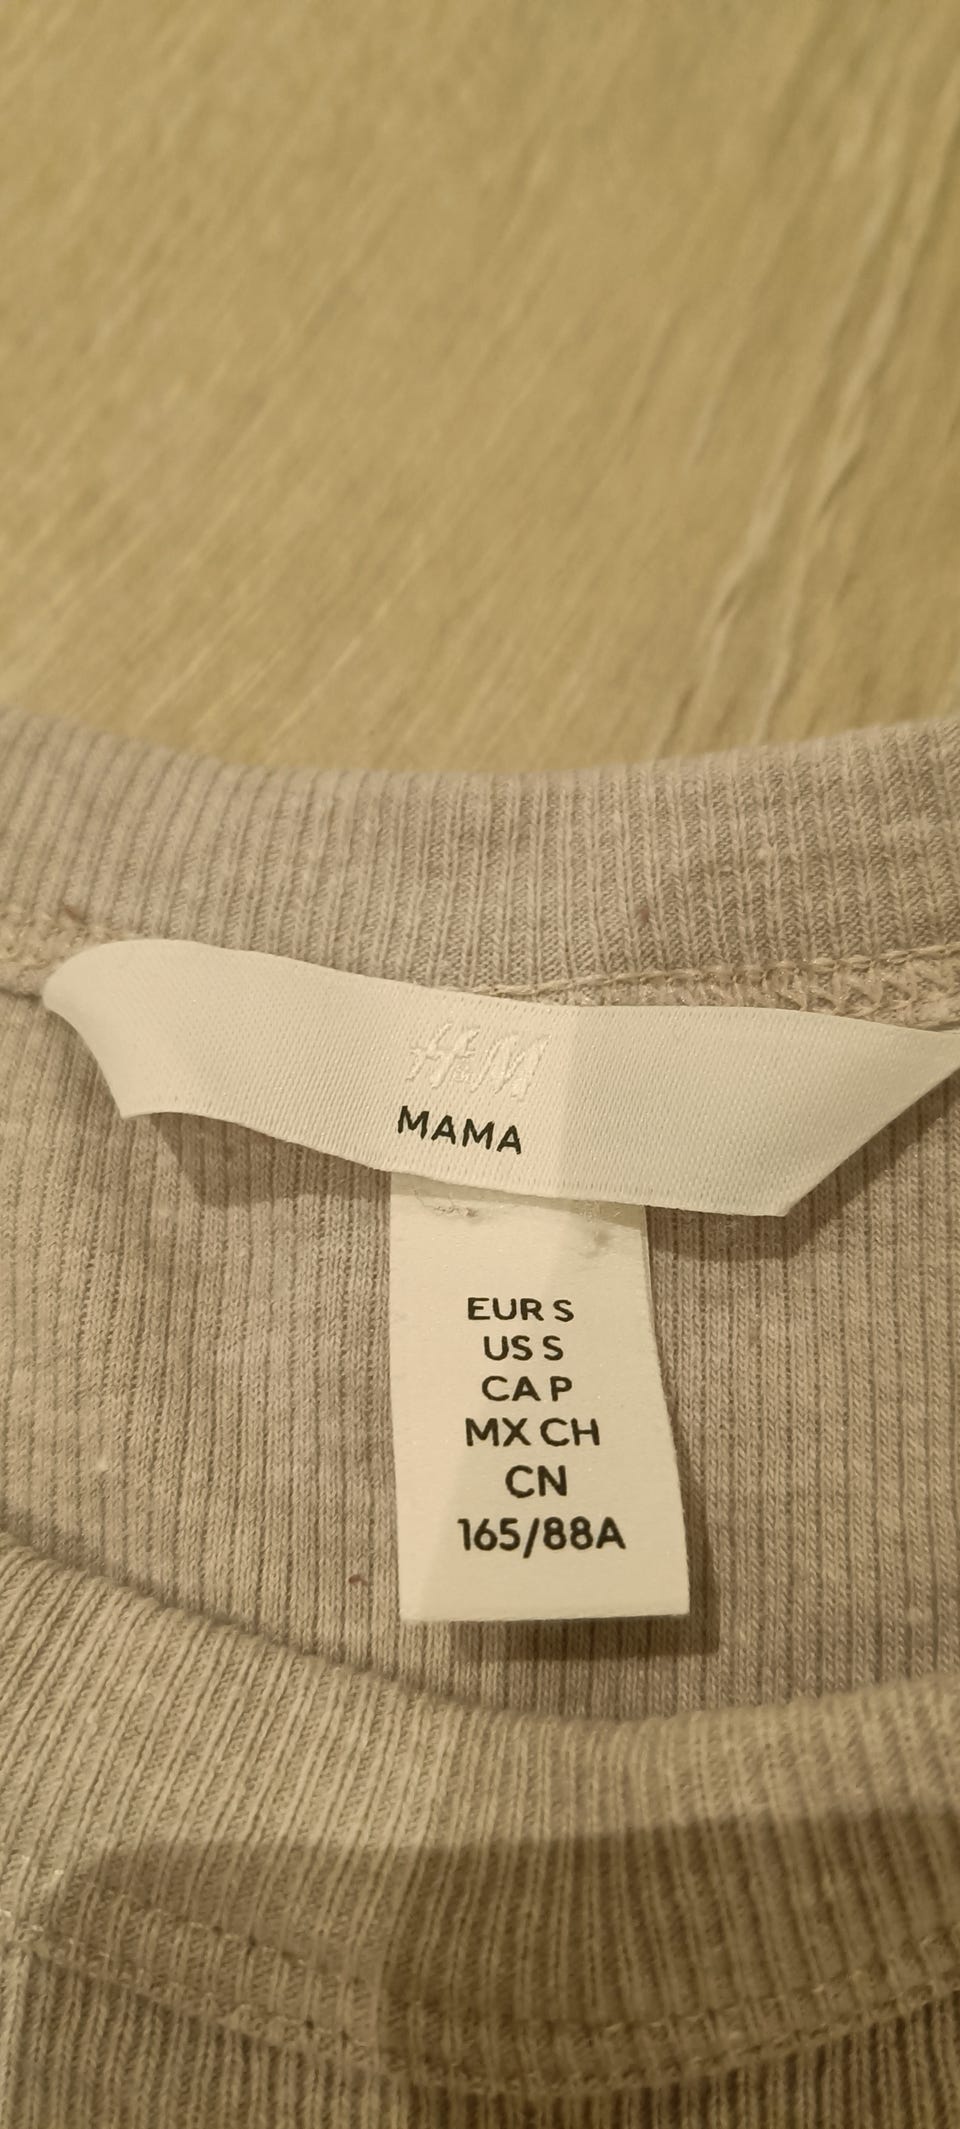 H&M
MAMA
EUR S
US S
CA P
MX CH
CN
165/88A